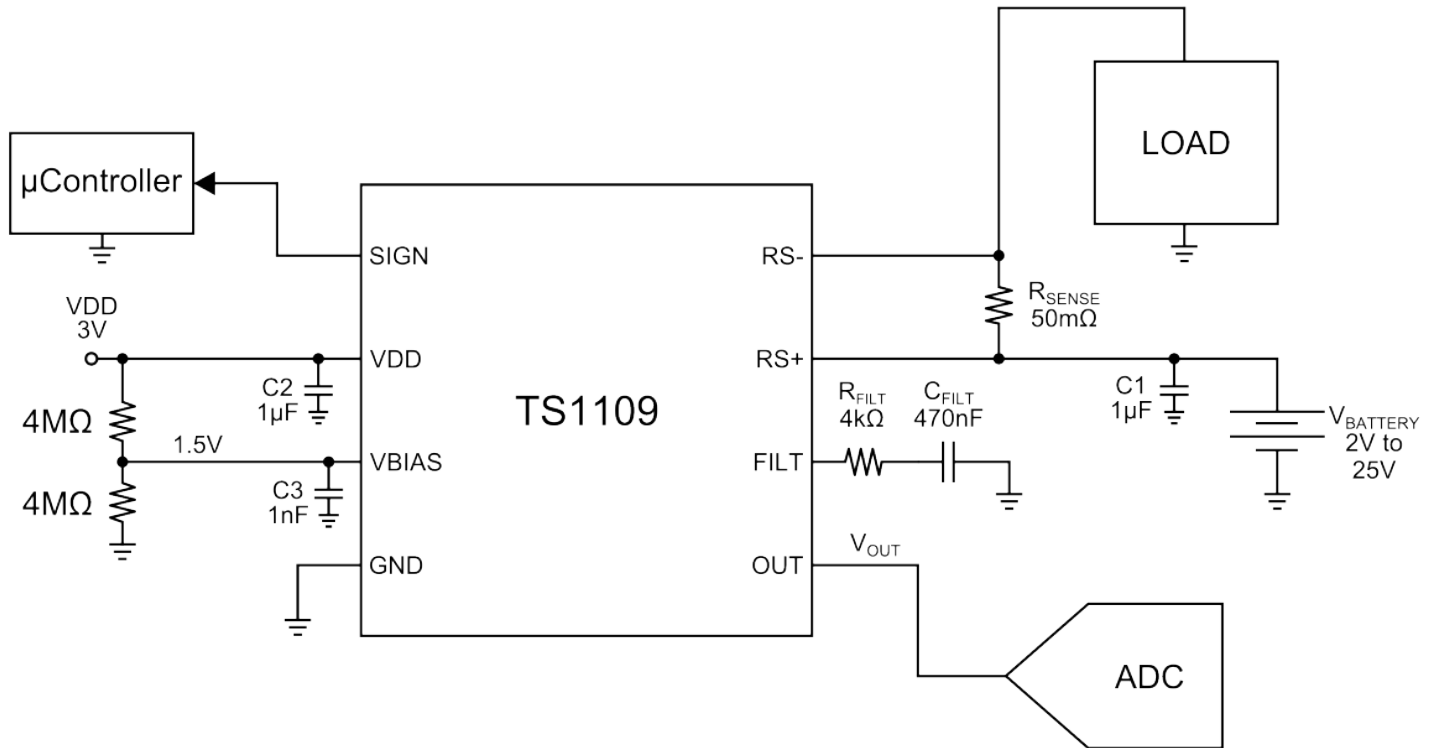 LOAD
µController
SIGN
RS-
R_SENSE
50mΩ
VDD
3V
VDD
RS+
C2
1µF
TS1109
R_FILT
4kΩ
C_FILT
470nF
C1
1µF
V_BATTERY
2V to
25V
4MΩ
1.5V
VBIAS
FILT
4MΩ
C3
1nF
GND
OUT
V_OUT
ADC